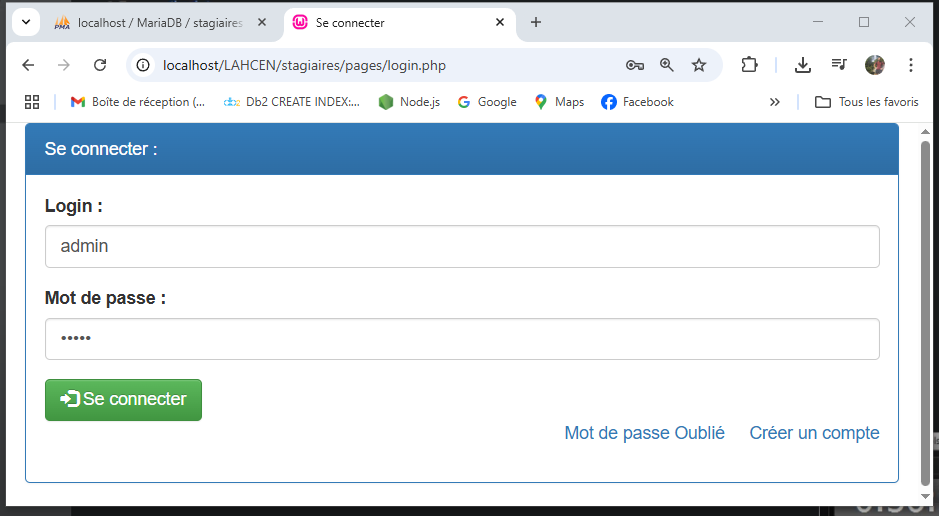 PMA localhost / MariaDB / stagiaires
Se connecter
localhost/LAHCEN/stagiaires/pages/login.php
Boîte de réception (...
Db2 CREATE INDEX:...
Node.js
Google
Maps
Facebook
Tous les favoris
Se connecter :
Login :
admin
Mot de passe :
•••••
Se connecter
Mot de passe Oublié
Créer un compte